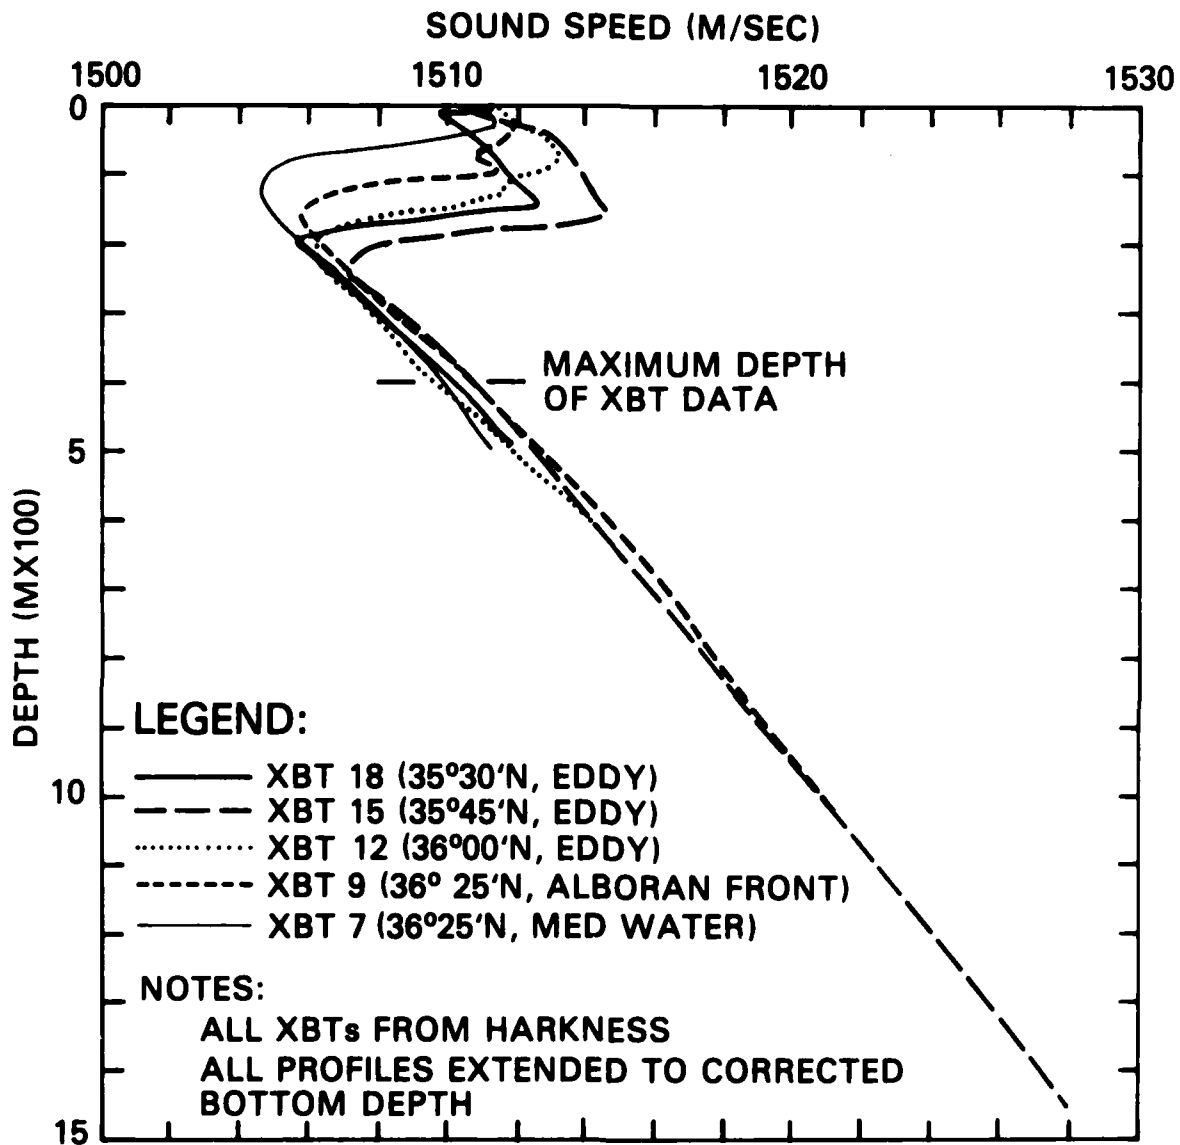 SOUND SPEED (M/SEC)
1500 1510 1520 1530
0
5
10
15
DEPTH (MX100)
MAXIMUM DEPTH
OF XBT DATA
LEGEND:
XBT 18 (35°30'N, EDDY)
XBT 15 (35°45'N, EDDY)
XBT 12 (36°00'N, EDDY)
XBT 9 (36° 25'N, ALBORAN FRONT)
XBT 7 (36°25'N, MED WATER)
NOTES:
ALL XBTs FROM HARKNESS
ALL PROFILES EXTENDED TO CORRECTED
BOTTOM DEPTH